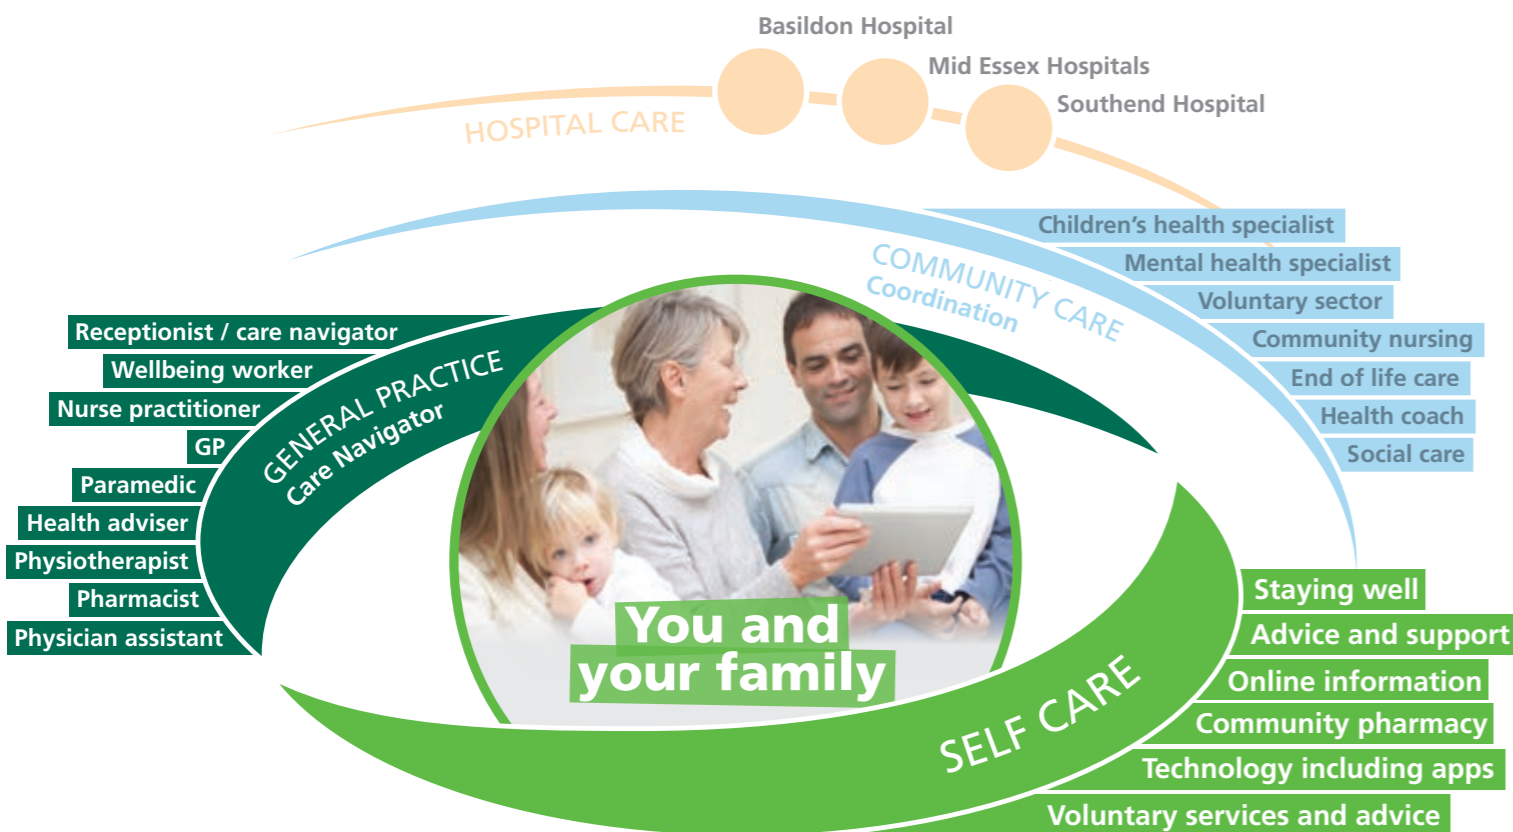 Basildon Hospital
Mid Essex Hospitals
Southend Hospital
HOSPITAL CARE
Children’s health specialist
Mental health specialist
Voluntary sector
Community nursing
End of life care
Health coach
Social care
COMMUNITY CARE
Coordination
Receptionist / care navigator
Wellbeing worker
Nurse practitioner
GP
Paramedic
Health adviser
Physiotherapist
Pharmacist
Physician assistant
GENERAL PRACTICE
Care Navigator
You and
your family
SELF CARE
Staying well
Advice and support
Online information
Community pharmacy
Technology including apps
Voluntary services and advice